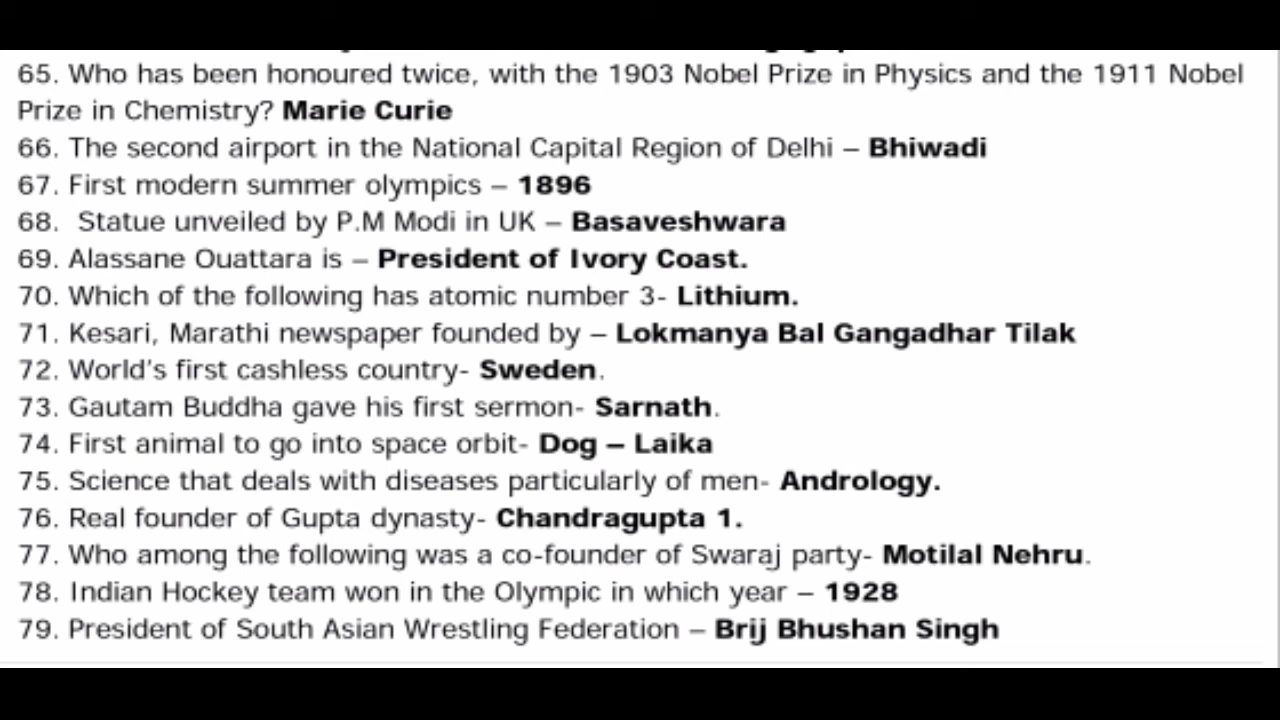 65. Who has been honoured twice, with the 1903 Nobel Prize in Physics and the 1911 Nobel
Prize in Chemistry? Marie Curie
66. The second airport in the National Capital Region of Delhi – Bhiwadi
67. First modern summer olympics – 1896
68.  Statue unveiled by P.M Modi in UK – Basaveshwara
69. Alassane Ouattara is – President of Ivory Coast.
70. Which of the following has atomic number 3- Lithium.
71. Kesari, Marathi newspaper founded by – Lokmanya Bal Gangadhar Tilak
72. World's first cashless country- Sweden.
73. Gautam Buddha gave his first sermon- Sarnath.
74. First animal to go into space orbit- Dog – Laika
75. Science that deals with diseases particularly of men- Andrology.
76. Real founder of Gupta dynasty- Chandragupta 1.
77. Who among the following was a co-founder of Swaraj party- Motilal Nehru.
78. Indian Hockey team won in the Olympic in which year – 1928
79. President of South Asian Wrestling Federation – Brij Bhushan Singh